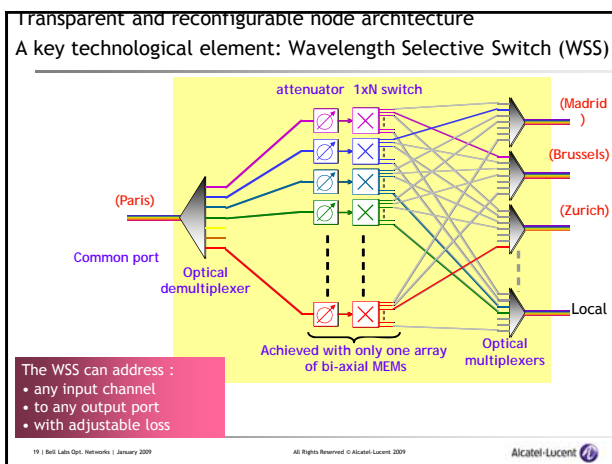 Transparent and reconfigurable node architecture
A key technological element: Wavelength Selective Switch (WSS)
attenuator 1xN switch
(Madrid
)
(Brussels)
(Paris)
(Zurich)
Common port
Optical
demultiplexer
Local
Achieved with only one array
of bi-axial MEMs
Optical
multiplexers
The WSS can address :
• any input channel
• to any output port
• with adjustable loss
19 | Bell Labs Opt. Networks | January 2009
All Rights Reserved © Alcatel-Lucent 2009
Alcatel·Lucent